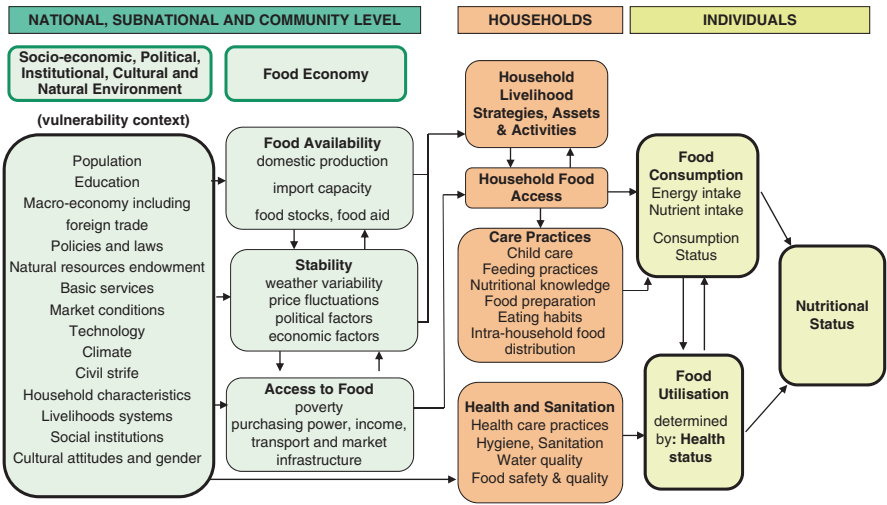 NATIONAL, SUBNATIONAL AND COMMUNITY LEVEL
HOUSEHOLDS
INDIVIDUALS
Socio-economic, Political,
Institutional, Cultural and
Natural Environment
Food Economy
(vulnerability context)
Population
Education
Macro-economy including
foreign trade
Policies and laws
Natural resources endowment
Basic services
Market conditions
Technology
Climate
Civil strife
Household characteristics
Livelihoods systems
Social institutions
Cultural attitudes and gender
Food Availability
domestic production
import capacity
food stocks, food aid
Stability
weather variability
price fluctuations
political factors
economic factors
Access to Food
poverty
purchasing power, income,
transport and market
infrastructure
Household
Livelihood
Strategies, Assets
& Activities
Household Food
Access
Care Practices
Child care
Feeding practices
Nutritional knowledge
Food preparation
Eating habits
Intra-household food
distribution
Health and Sanitation
Health care practices
Hygiene, Sanitation
Water quality
Food safety & quality
Food
Consumption
Energy intake
Nutrient intake
Consumption
Status
Food
Utilisation
determined
by: Health
status
Nutritional
Status